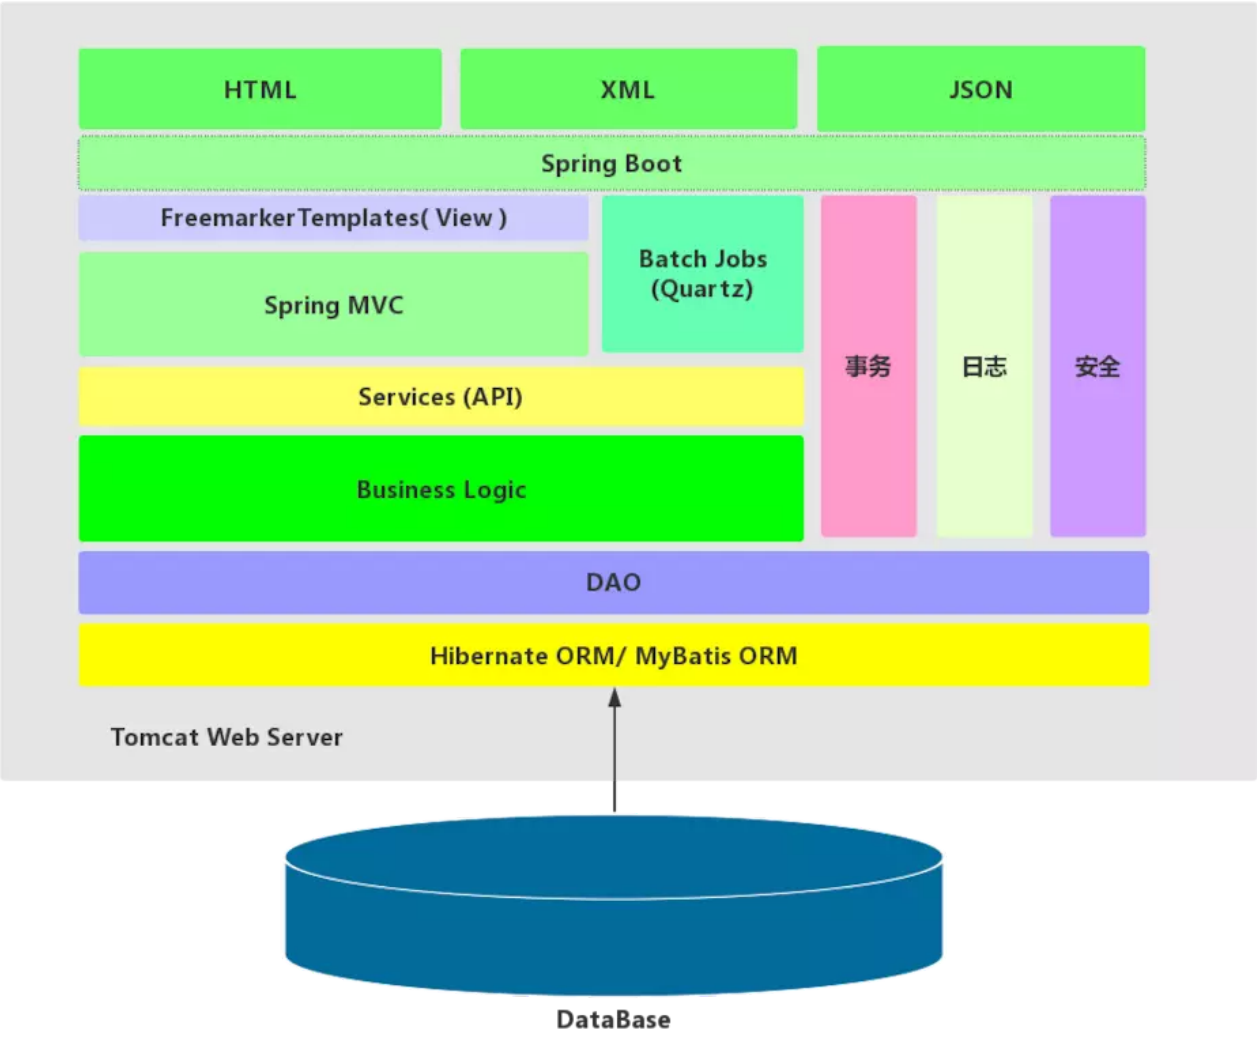 HTML
XML
JSON
Spring Boot
FreemarkerTemplates( View )
Batch Jobs
(Quartz)
Spring MVC
事务
日志
安全
Services (API)
Business Logic
DAO
Hibernate ORM/ MyBatis ORM
Tomcat Web Server
DataBase